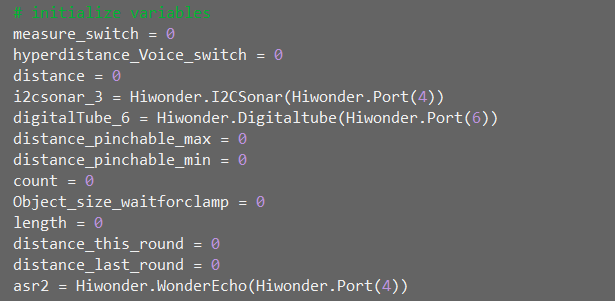 # initialize variables
measure_switch = 0
hyperdistance_Voice_switch = 0
distance = 0
i2csonar_3 = Hiwonder.I2CSonar(Hiwonder.Port(4))
digitalTube_6 = Hiwonder.Digitaltube(Hiwonder.Port(6))
distance_pinchable_max = 0
distance_pinchable_min = 0
count = 0
Object_size_waitforclamp = 0
length = 0
distance_this_round = 0
distance_last_round = 0
asr2 = Hiwonder.WonderEcho(Hiwonder.Port(4))